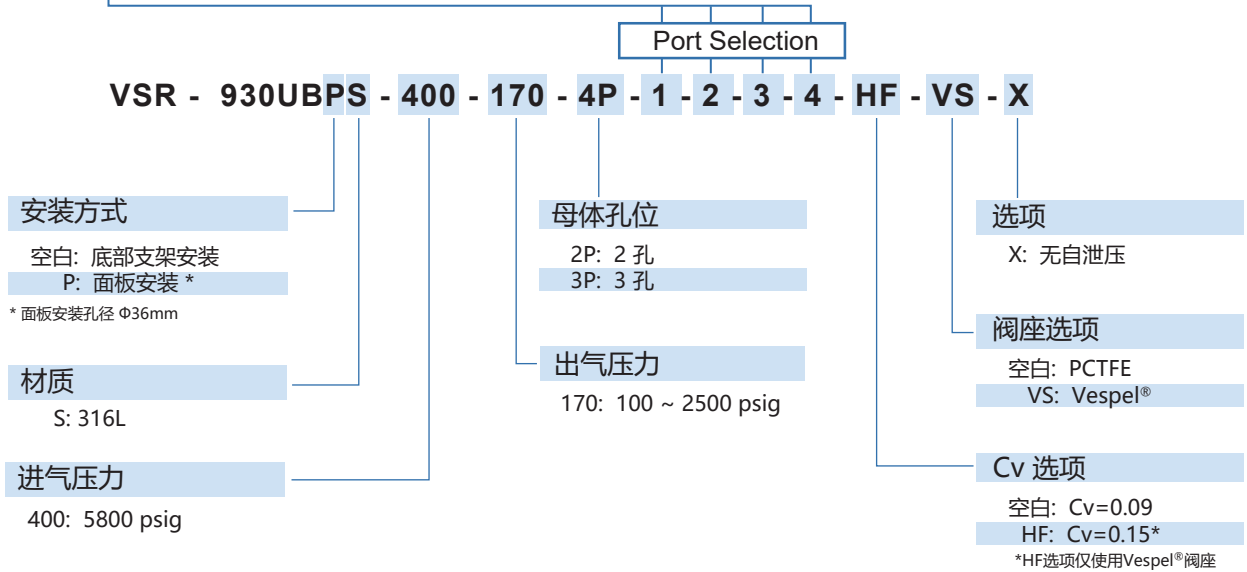 Port Selection
VSR - 930UBPS - 400 - 170 - 4P - 1 - 2 - 3 - 4 - HF - VS - X
安装方式
空白: 底部支架安装
P: 面板安装 *
* 面板安装孔径 Φ36mm
材质
S: 316L
进气压力
400: 5800 psig
母体孔位
2P: 2 孔
3P: 3 孔
出气压力
170: 100 ~ 2500 psig
选项
X: 无自泄压
阀座选项
空白: PCTFE
VS: Vespel®
Cv 选项
空白: Cv=0.09
HF: Cv=0.15*
*HF选项仅使用Vespel®阀座